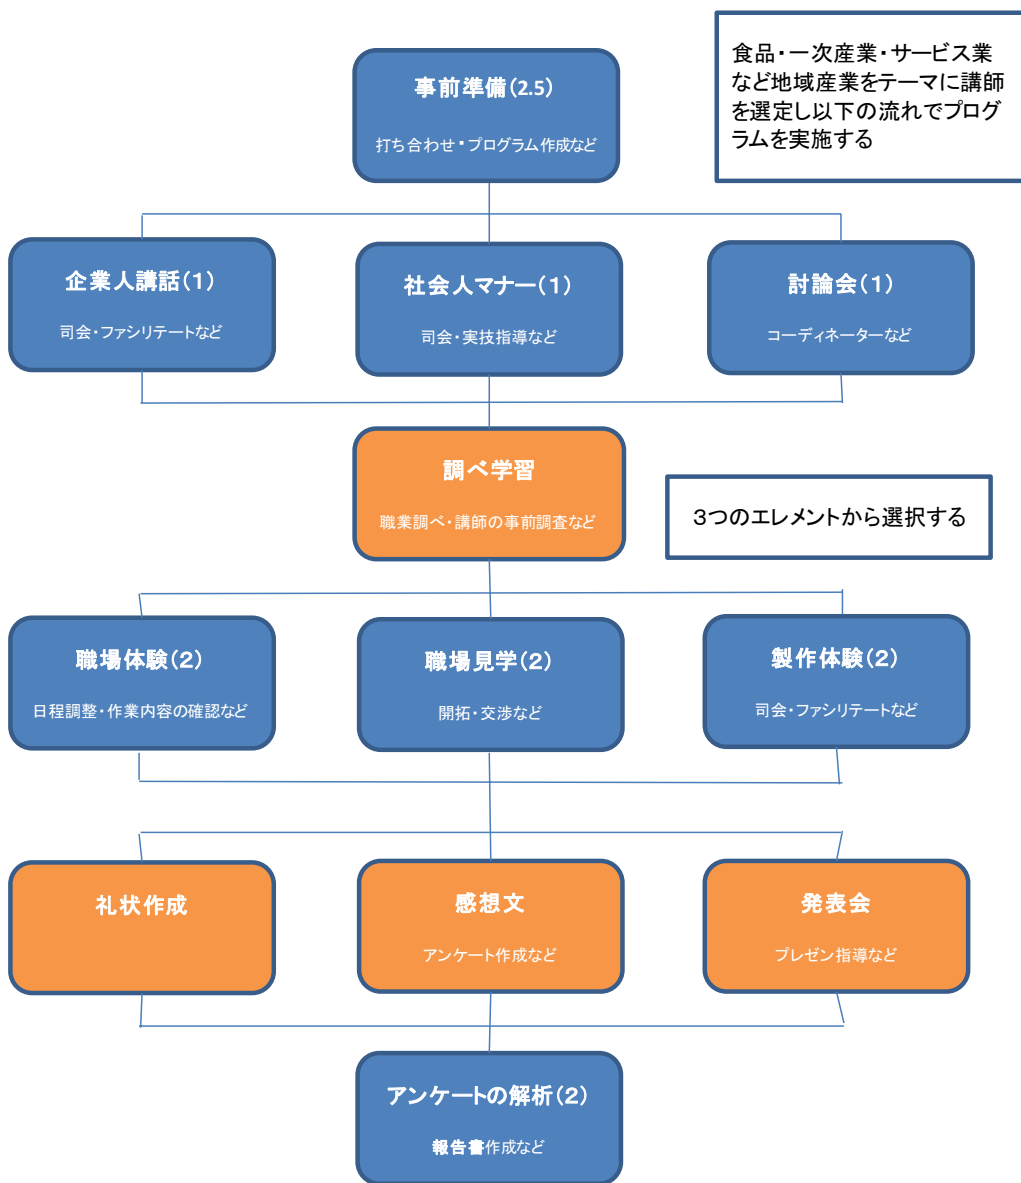 事前準備(2.5)
打ち合わせ・プログラム作成など
食品・一次産業・サービス業
など地域産業をテーマに講師
を選定し以下の流れでプログ
ラムを実施する
企業人講話(１)
司会・ファシリテートなど
社会人マナー(１)
司会・実技指導など
討論会(１)
コーディネーターなど
調べ学習
職業調べ・講師の事前調査など
３つのエレメントから選択する
職場体験(２)
日程調整・作業内容の確認など
職場見学(２)
開拓・交渉など
製作体験(２)
司会・ファシリテートなど
礼状作成
感想文
アンケート作成など
発表会
プレゼン指導など
アンケートの解析(２)
報告書作成など